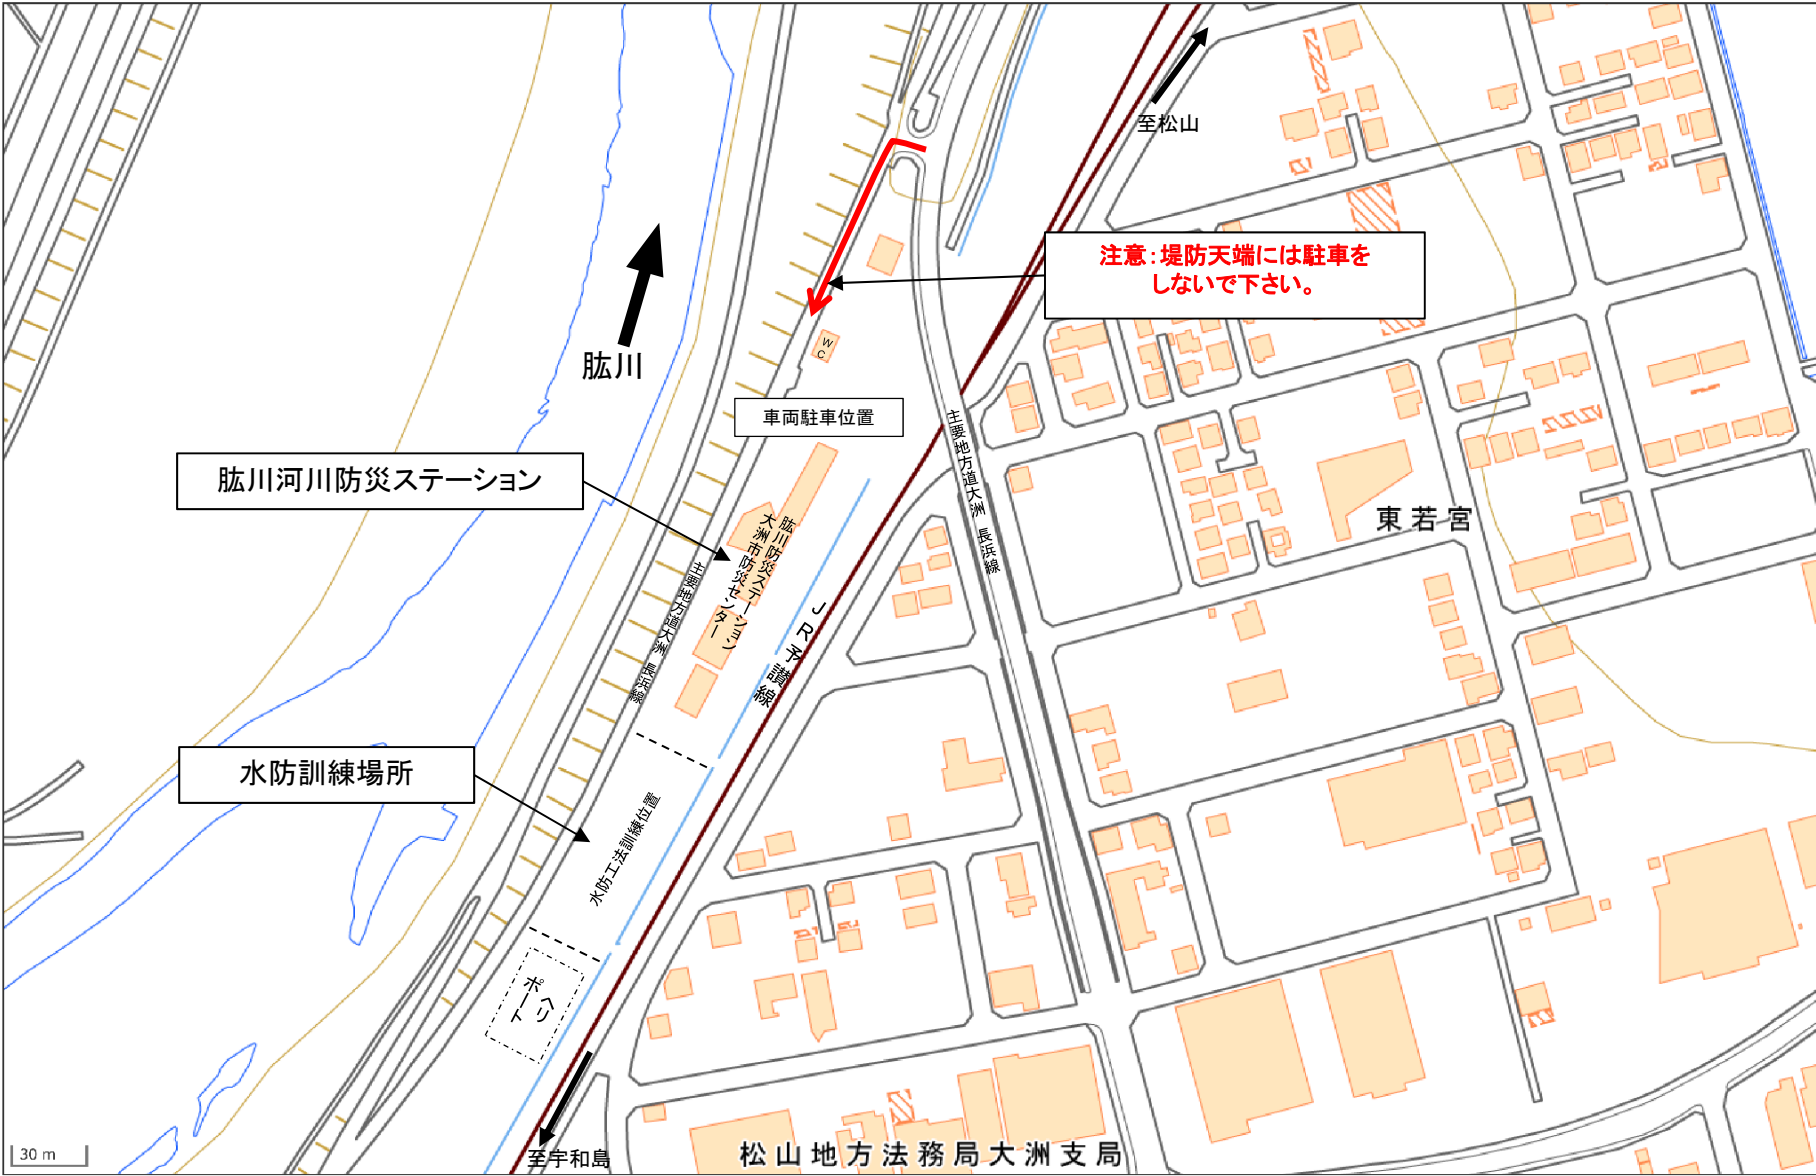 至松山
注意：堤防天端には駐車を
しないで下さい。
肱川
WC
車両駐車位置
主要地方道大洲 長浜線
肱川河川防災ステーション
東若宮
肱川防災ステーション
大洲市防災センター
主要地方道大洲 長浜線
JR予讃線
水防訓練場所
水防工法訓練位置
ヘリ
ポート
至宇和島
松山地方法務局大洲支局
30 m